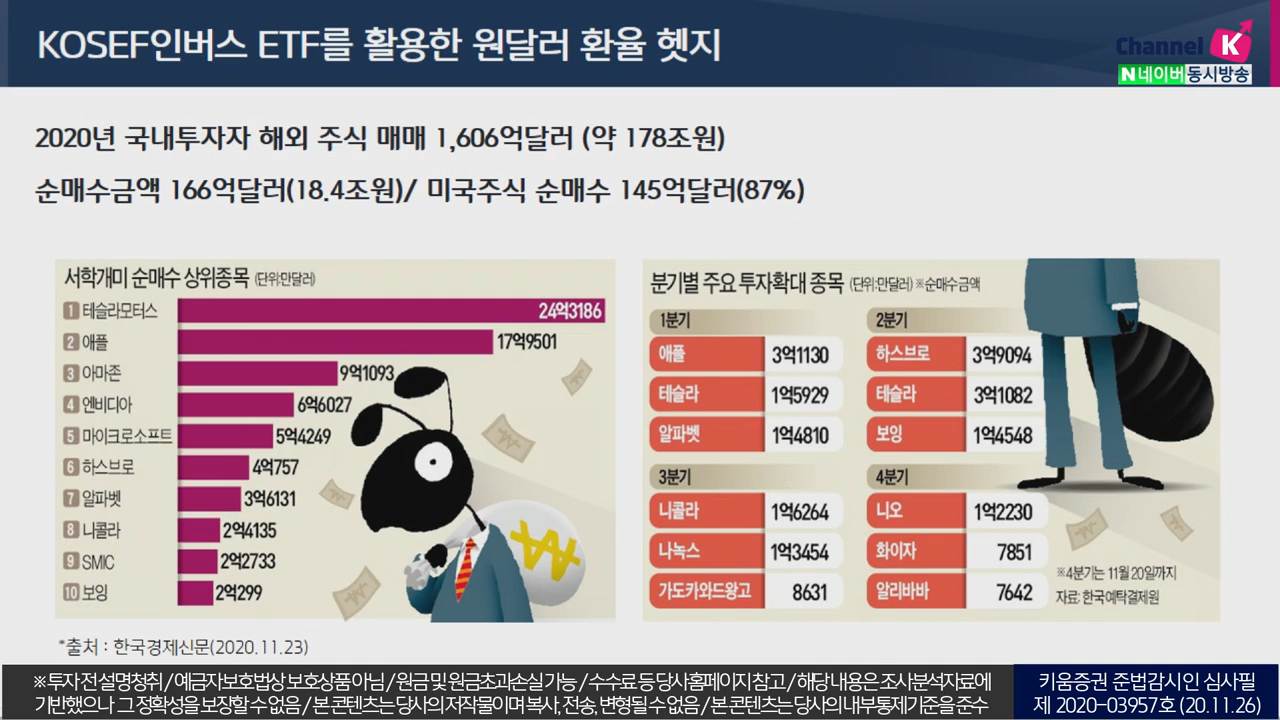 KOSEF인버스 ETF를 활용한 원달러 환율 헷지
Channel K
N 네이버 동시방송
2020년 국내투자자 해외 주식 매매 1,606억달러 (약 178조원)
순매수금액 166억달러(18.4조원)/ 미국주식 순매수 145억달러(87%)
서학개미 순매수 상위종목 (단위:만달러)
1 테슬라모터스 24억3186
2 애플 17억9501
3 아마존 9억1093
4 엔비디아 6억6027
5 마이크로소프트 5억4249
6 하스브로 4억757
7 알파벳 3억6131
8 니콜라 2억4135
9 SMIC 2억2733
10 보잉 2억299
분기별 주요 투자확대 종목 (단위:만달러) ※순매수금액
1분기
애플 3억1130
테슬라 1억5929
알파벳 1억4810
2분기
하스브로 3억9094
테슬라 3억1082
보잉 1억4548
3분기
니콜라 1억6264
나녹스 1억3454
가도카와드왕고 8631
4분기
니오 1억2230
화이자 7851
알리바바 7642
※4분기는 11월 20일까지
자료: 한국예탁결제원
*출처 : 한국경제신문(2020.11.23)
※ 투자 전 설명청취 / 예금자보호법상 보호상품 아님 / 원금 및 원금초과손실 가능 / 수수료 등 당사홈페이지 참고 / 해당 내용은 조사분석자료에
기반했으나 그 정확성을 보장할 수 없음 / 본 콘텐츠는 당사의 저작물이며 복사, 전송, 변형될 수 없음 / 본 콘텐츠는 당사의 내부통제기준을 준수
키움증권 준법감시인 심사필
제 2020-03957호 (20.11.26)